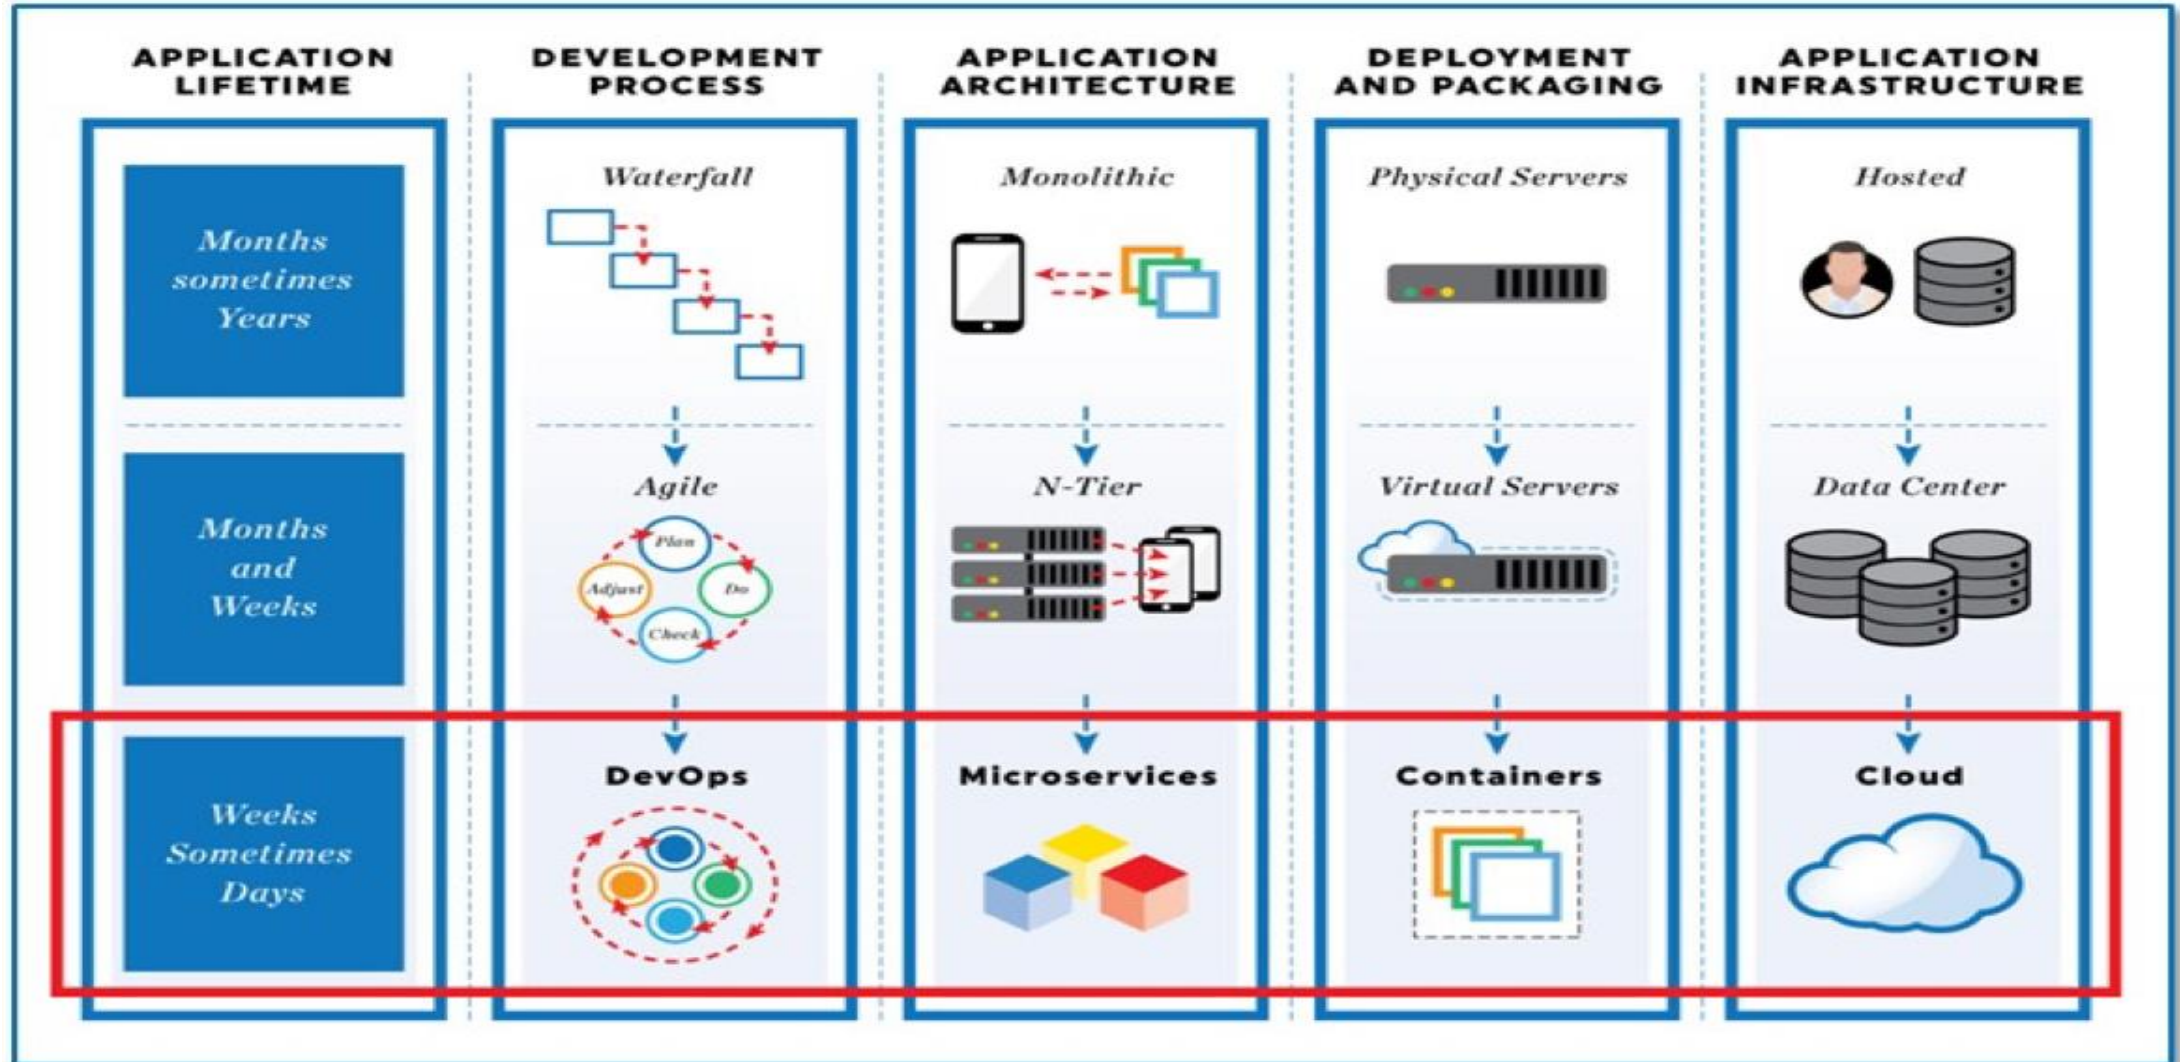 APPLICATION
LIFETIME
DEVELOPMENT
PROCESS
APPLICATION
ARCHITECTURE
DEPLOYMENT
AND PACKAGING
APPLICATION
INFRASTRUCTURE
Months
sometimes
Years
Waterfall
Monolithic
Physical Servers
Hosted
Months
and
Weeks
Agile
Plan
Adjust
Do
Check
N-Tier
Virtual Servers
Data Center
Weeks
Sometimes
Days
DevOps
Microservices
Containers
Cloud